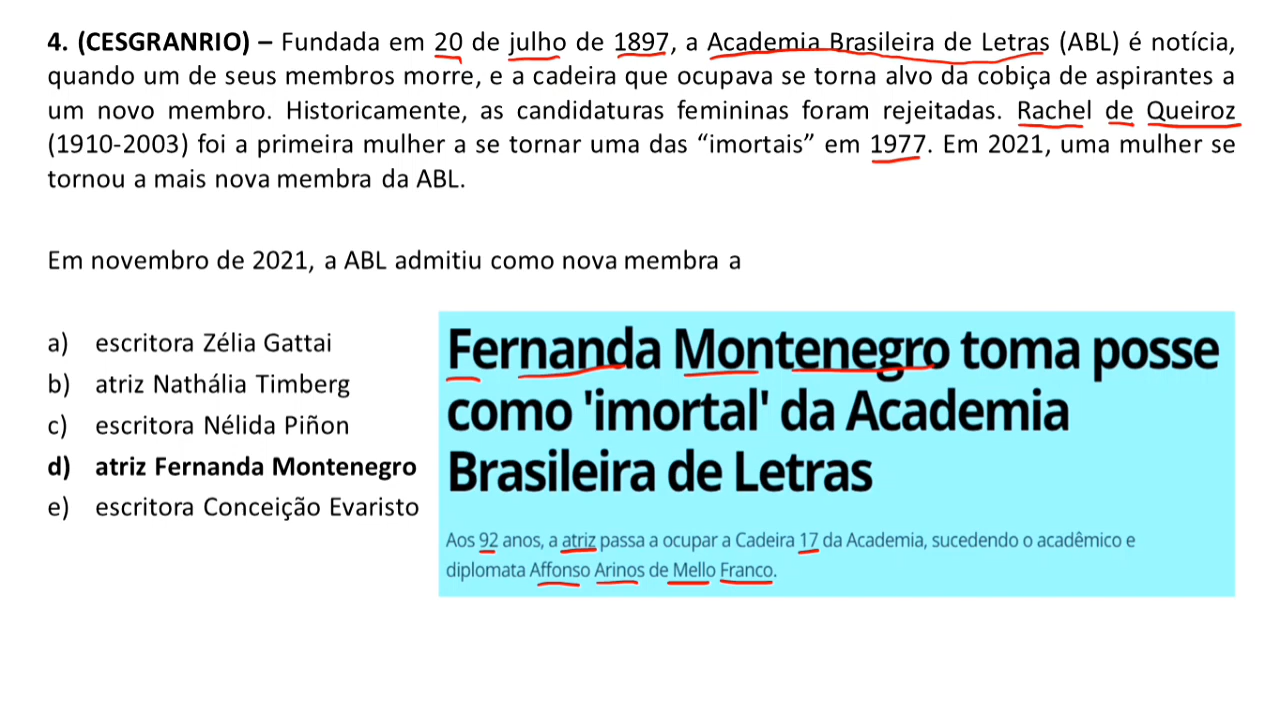 4. (CESGRANRIO) – Fundada em 20 de julho de 1897, a Academia Brasileira de Letras (ABL) é notícia,
quando um de seus membros morre, e a cadeira que ocupava se torna alvo da cobiça de aspirantes a
um novo membro. Historicamente, as candidaturas femininas foram rejeitadas. Rachel de Queiroz
(1910-2003) foi a primeira mulher a se tornar uma das “imortais” em 1977. Em 2021, uma mulher se
tornou a mais nova membra da ABL.
Em novembro de 2021, a ABL admitiu como nova membra a
a) escritora Zélia Gattai
b) atriz Nathália Timberg
c) escritora Nélida Piñon
d) atriz Fernanda Montenegro
e) escritora Conceição Evaristo
Fernanda Montenegro toma posse
como 'imortal' da Academia
Brasileira de Letras
Aos 92 anos, a atriz passa a ocupar a Cadeira 17 da Academia, sucedendo o acadêmico e
diplomata Affonso Arinos de Mello Franco.